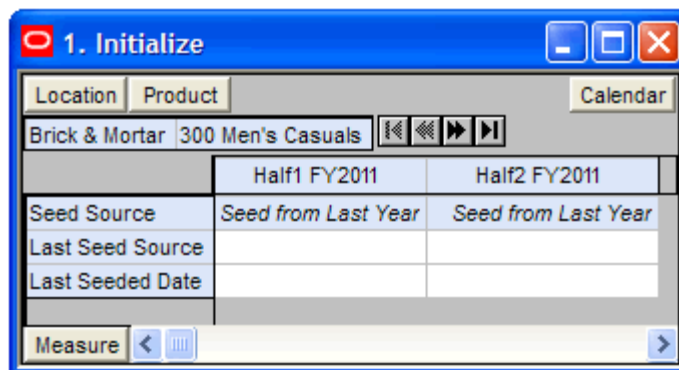 1. Initialize
Location Product Calendar
Brick & Mortar 300 Men's Casuals
Half1 FY2011 Half2 FY2011
Seed Source Seed from Last Year Seed from Last Year
Last Seed Source
Last Seeded Date
Measure